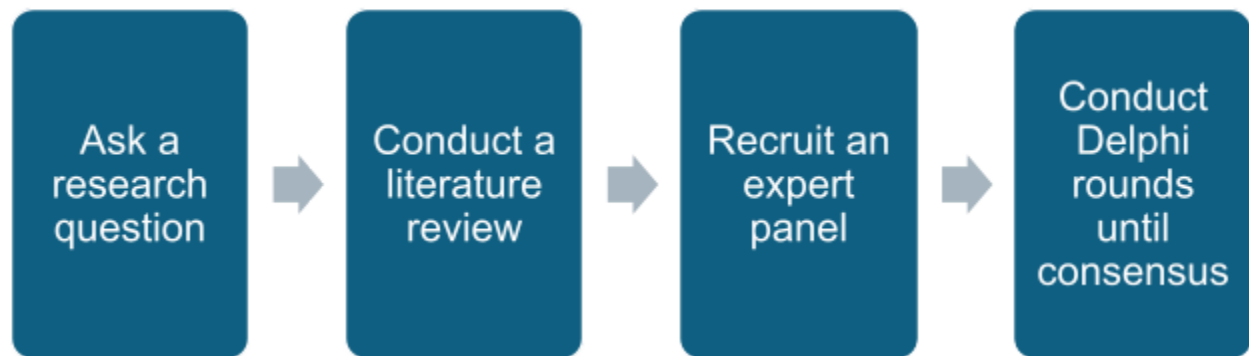 Ask a
research
question
Conduct a
literature
review
Recruit an
expert
panel
Conduct
Delphi
rounds
until
consensus